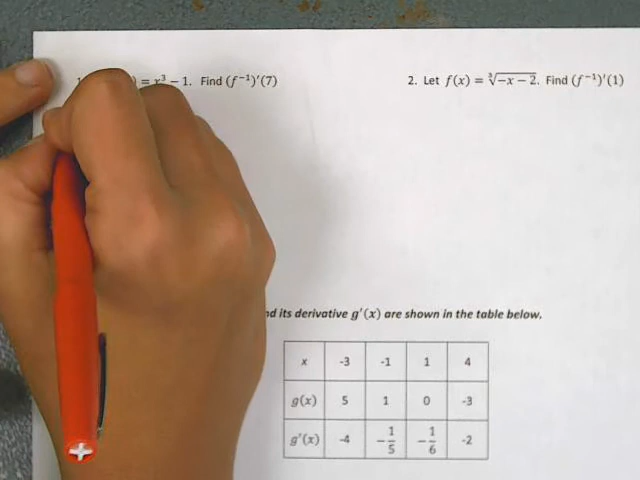 ) = x³ − 1. Find (f⁻¹)′(7)
2. Let f(x) = ∛(−x − 2). Find (f⁻¹)′(1)
d its derivative g′(x) are shown in the table below.
x -3 -1 1 4
g(x) 5 1 0 -3
g′(x) -4 −1/5 −1/6 -2